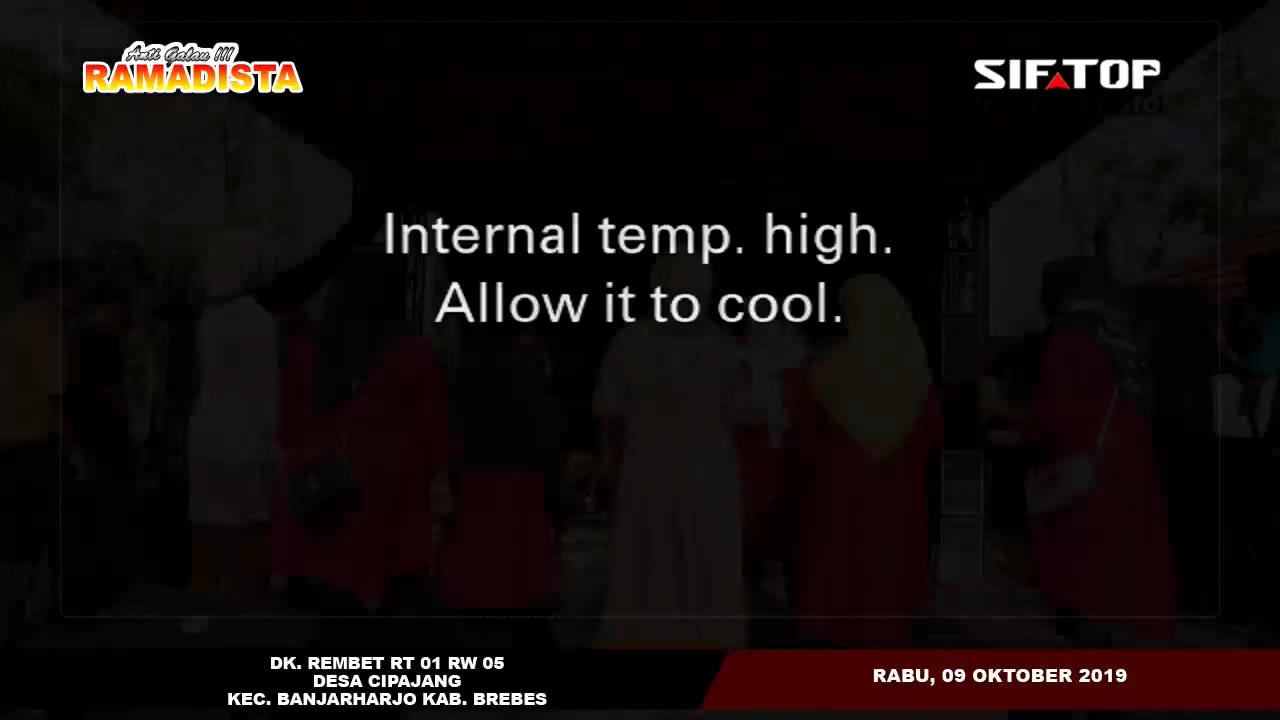 Anti Galau !!!
RAMADISTA
SIFATOP
Internal temp. high.
Allow it to cool.
DK. REMBET RT 01 RW 05
DESA CIPAJANG
KEC. BANJARHARJO KAB. BREBES
RABU, 09 OKTOBER 2019